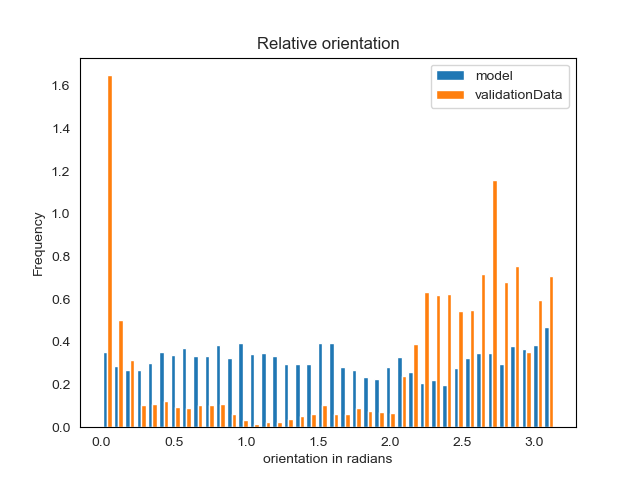 Relative orientation
model
validationData
Frequency
1.6
1.4
1.2
1.0
0.8
0.6
0.4
0.2
0.0
0.0 0.5 1.0 1.5 2.0 2.5 3.0
orientation in radians